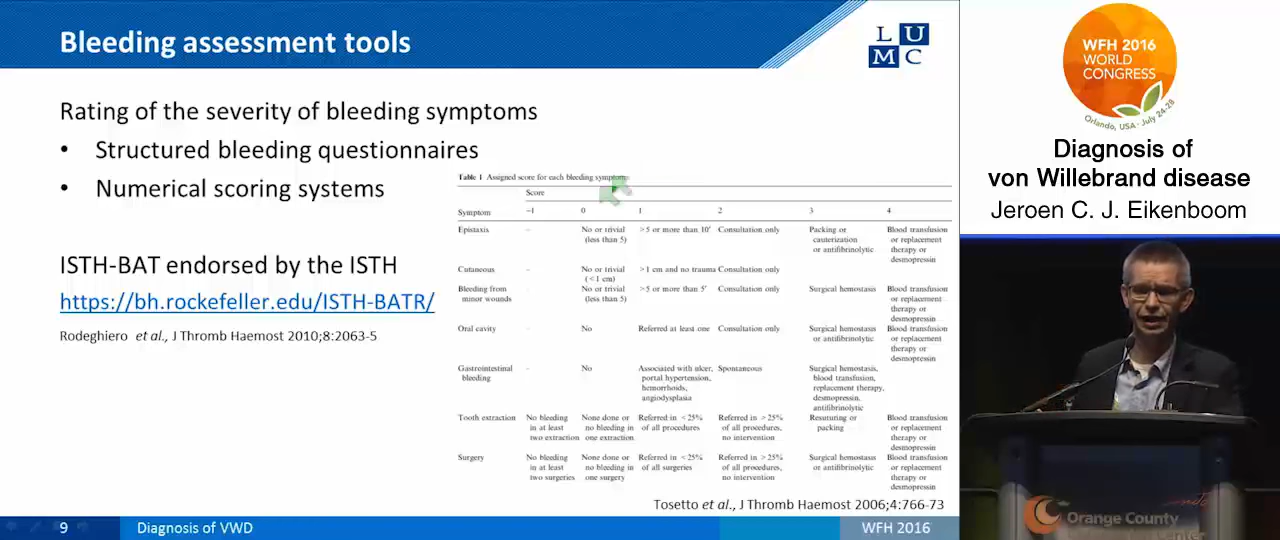 Bleeding assessment tools
L U
M C
Rating of the severity of bleeding symptoms
• Structured bleeding questionnaires
• Numerical scoring systems
ISTH-BAT endorsed by the ISTH
https://bh.rockefeller.edu/ISTH-BATR/
Rodeghiero et al., J Thromb Haemost 2010;8:2063-5
Table 1 Assigned score for each bleeding symptom
Score
Symptom −1 0 1 2 3 4
Epistaxis – No or trivial >5 or more than 10′ Consultation only Packing or Blood transfusion
(less than 5) cauterization or replacement
or antifibrinolytic therapy or
desmopressin
Cutaneous – No or trivial >1 cm and no trauma Consultation only
(<1 cm)
Bleeding from – No or trivial >5 or more than 5′ Consultation only Surgical hemostasis Blood transfusion
minor wounds (less than 5) or replacement
therapy or
desmopressin
Oral cavity – No Referred at least one Consultation only Surgical hemostasis Blood transfusion
or antifibrinolytic or replacement
therapy or
desmopressin
Gastrointestinal – No Associated with ulcer, Spontaneous Surgical hemostasis,
bleeding portal hypertension, blood transfusion,
hemorrhoids, replacement therapy,
angiodysplasia desmopressin,
antifibrinolytic
Tooth extraction No bleeding None done or Referred in <25% Referred in >25% Resuturing or Blood transfusion
in at least no bleeding in of all procedures of all procedures, packing or replacement
two extraction one extraction no intervention therapy or
desmopressin
Surgery No bleeding None done or Referred in <25% Referred in >25% Surgical hemostasis Blood transfusion
in at least no bleeding in of all surgeries of all procedures, or antifibrinolytic or replacement
two surgeries one surgery no intervention therapy or
desmopressin
Tosetto et al., J Thromb Haemost 2006;4:766-73
9 Diagnosis of VWD WFH 2016
WFH 2016
WORLD
CONGRESS
Orlando, USA · July 24-28
Diagnosis of
von Willebrand disease
Jeroen C. J. Eikenboom
Orange County
Center